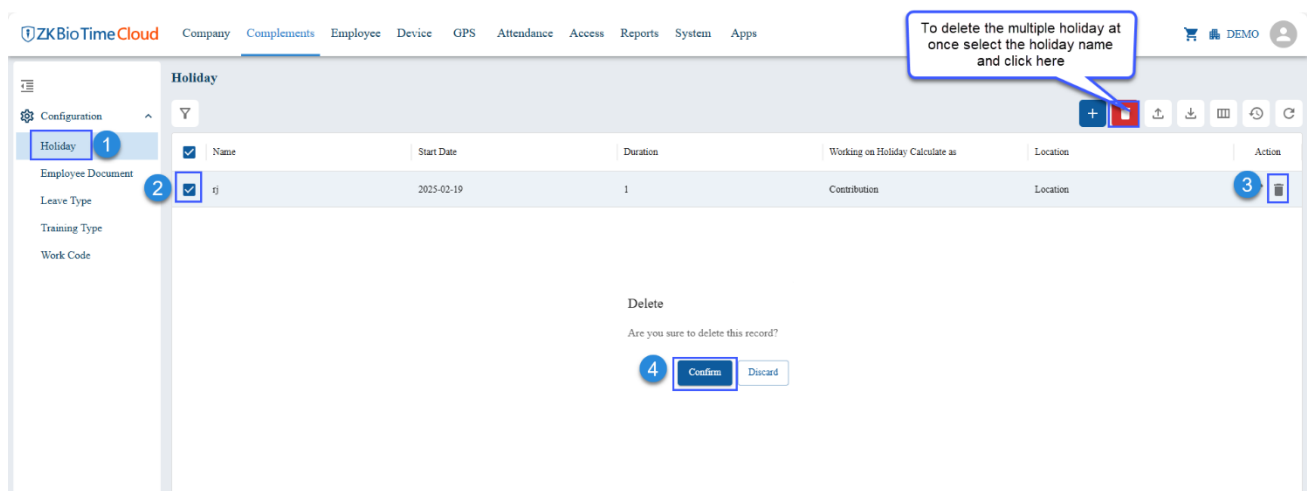 ZKBioTime Cloud
Company Complements Employee Device GPS Attendance Access Reports System Apps
To delete the multiple holiday at
once select the holiday name
and click here
DEMO
Holiday
Configuration
Holiday
1
Employee Document
Leave Type
Training Type
Work Code
Name Start Date Duration Working on Holiday Calculate as Location Action
2
rj 2025-02-19 1 Contribution Location
3
Delete
Are you sure to delete this record?
4
Confirm Discard